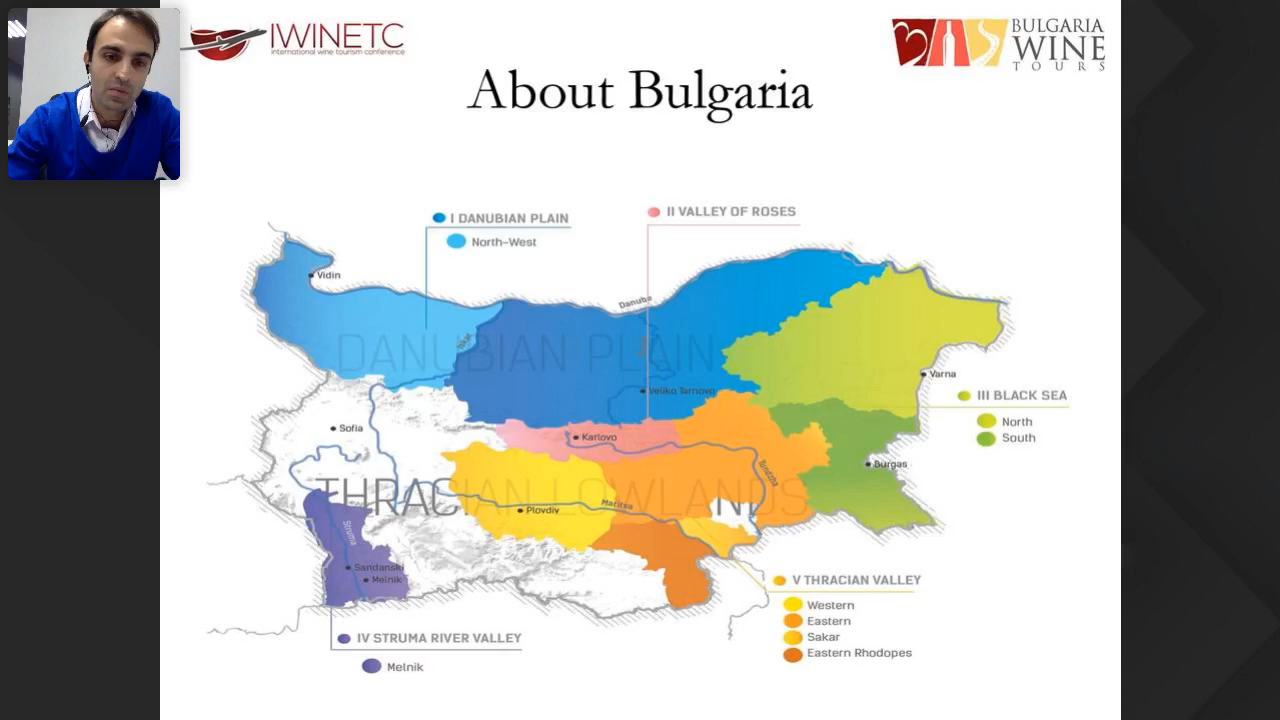 IWINETC
international wine tourism conference
BULGARIA
WINE
TOURS
About Bulgaria
I DANUBIAN PLAIN
North-West
II VALLEY OF ROSES
Vidin
Danube
DANUBIAN PLAIN
Veliko Tarnovo
Varna
III BLACK SEA
North
South
Sofia
Karlovo
Burgas
Tundzha
THRACIAN LOWLANDS
Maritsa
Plovdiv
Struma
Sandanski
Melnik
V THRACIAN VALLEY
Western
Eastern
Sakar
Eastern Rhodopes
IV STRUMA RIVER VALLEY
Melnik